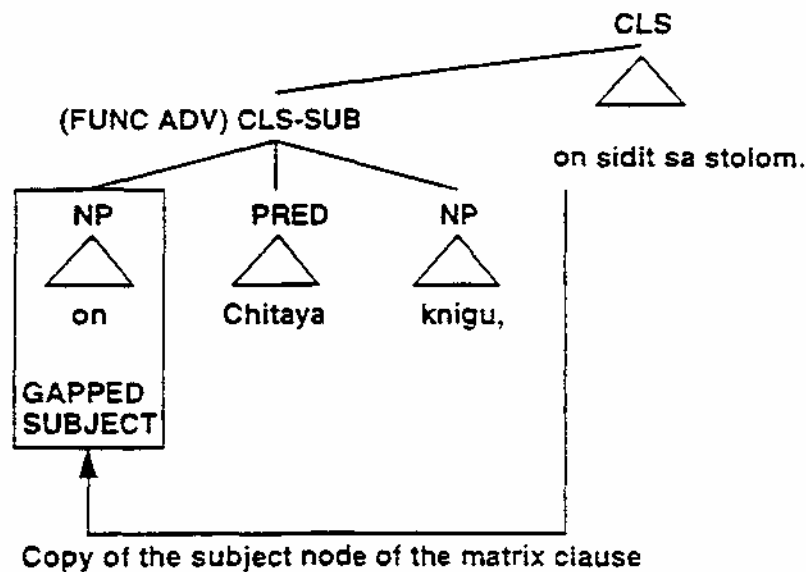 CLS
(FUNC ADV) CLS-SUB
on sidit sa stolom.
NP PRED NP
on Chitaya knigu,
GAPPED
SUBJECT
Copy of the subject node of the matrix clause